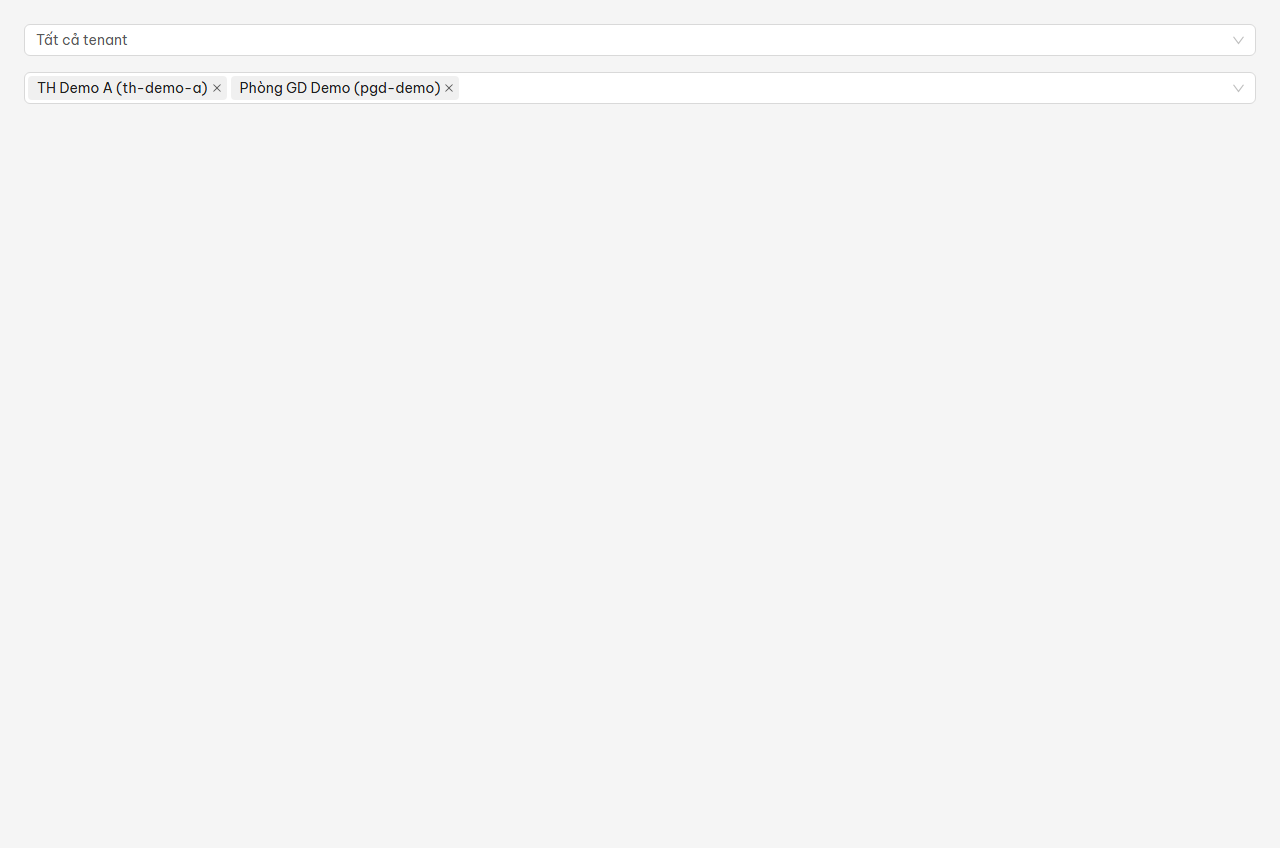 Tất cả tenant
TH Demo A (th-demo-a) Phòng GD Demo (pgd-demo)